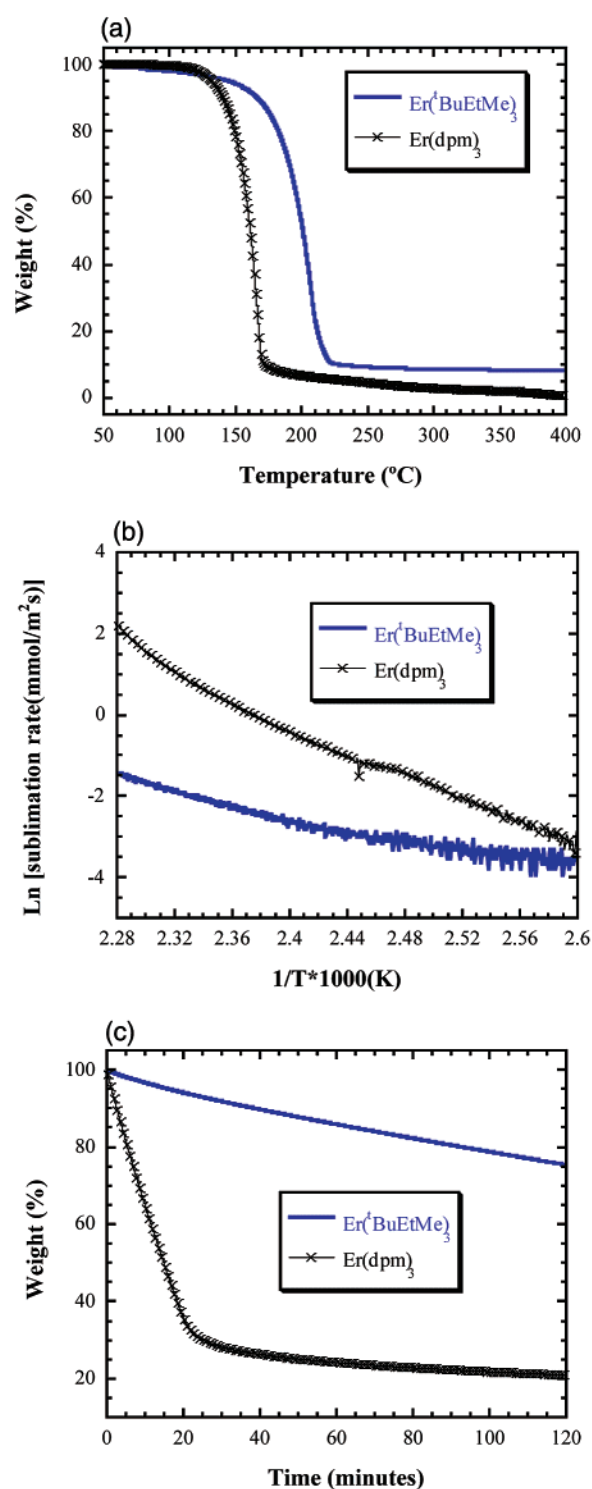 (a)
100
80
60
40
20
0
Weight (%)
Er(ᵗBuEtMe)₃
Er(dpm)₃
50 100 150 200 250 300 350 400
Temperature (ºC)
(b)
4
2
0
-2
-4
Ln [sublimation rate(mmol/m²s)]
Er(ᵗBuEtMe)₃
Er(dpm)₃
2.28 2.32 2.36 2.4 2.44 2.48 2.52 2.56 2.6
1/T*1000(K)
(c)
100
80
60
40
20
Weight (%)
Er(ᵗBuEtMe)₃
Er(dpm)₃
0 20 40 60 80 100 120
Time (minutes)